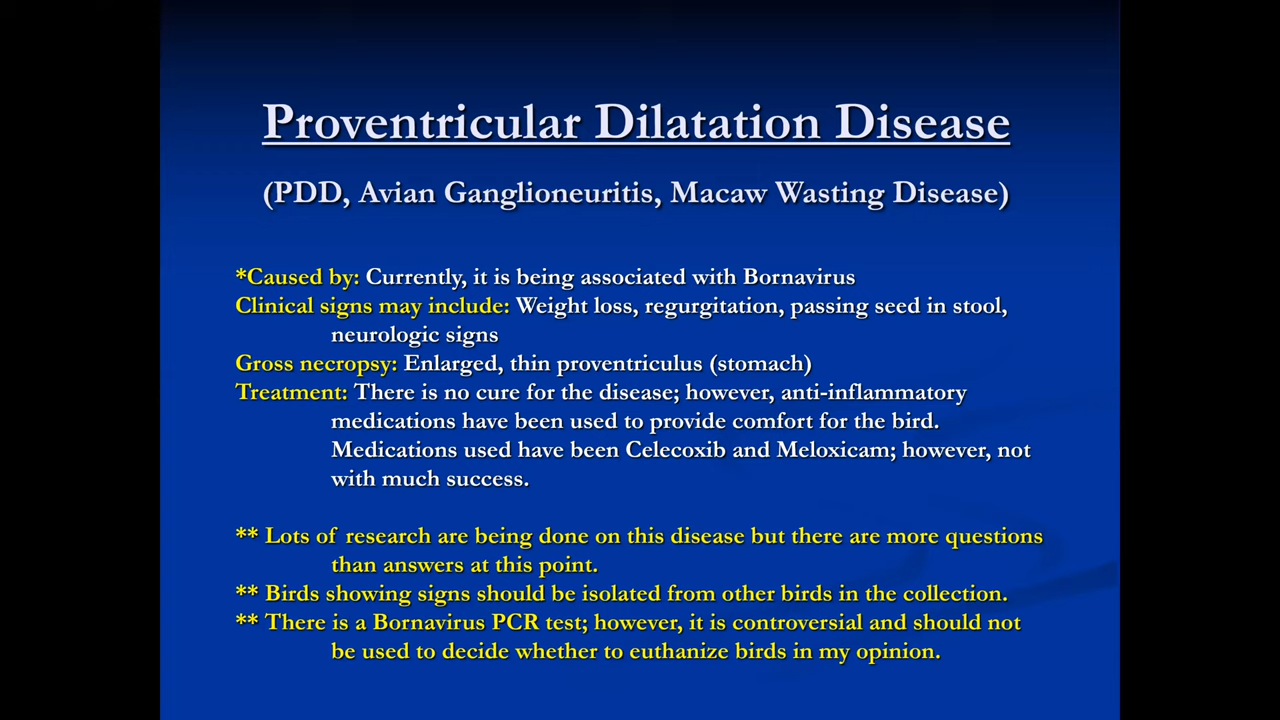 Proventricular Dilatation Disease
(PDD, Avian Ganglioneuritis, Macaw Wasting Disease)
*Caused by: Currently, it is being associated with Bornavirus
Clinical signs may include: Weight loss, regurgitation, passing seed in stool,
neurologic signs
Gross necropsy: Enlarged, thin proventriculus (stomach)
Treatment: There is no cure for the disease; however, anti-inflammatory
medications have been used to provide comfort for the bird.
Medications used have been Celecoxib and Meloxicam; however, not
with much success.
** Lots of research are being done on this disease but there are more questions
than answers at this point.
** Birds showing signs should be isolated from other birds in the collection.
** There is a Bornavirus PCR test; however, it is controversial and should not
be used to decide whether to euthanize birds in my opinion.